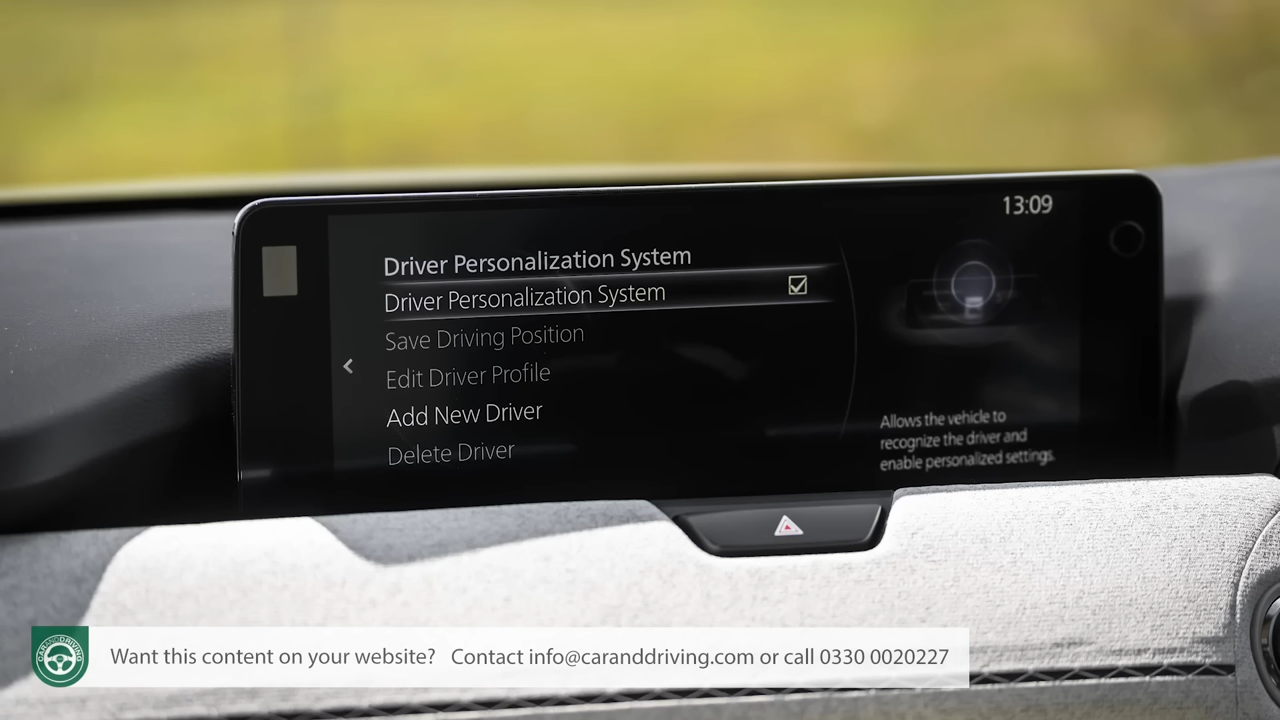 13:09
Driver Personalization System
Driver Personalization System
Save Driving Position
Edit Driver Profile
Add New Driver
Delete Driver
Allows the vehicle to
recognize the driver and
enable personalized settings.
CARANDDRIVING
Want this content on your website? Contact info@caranddriving.com or call 0330 0020227